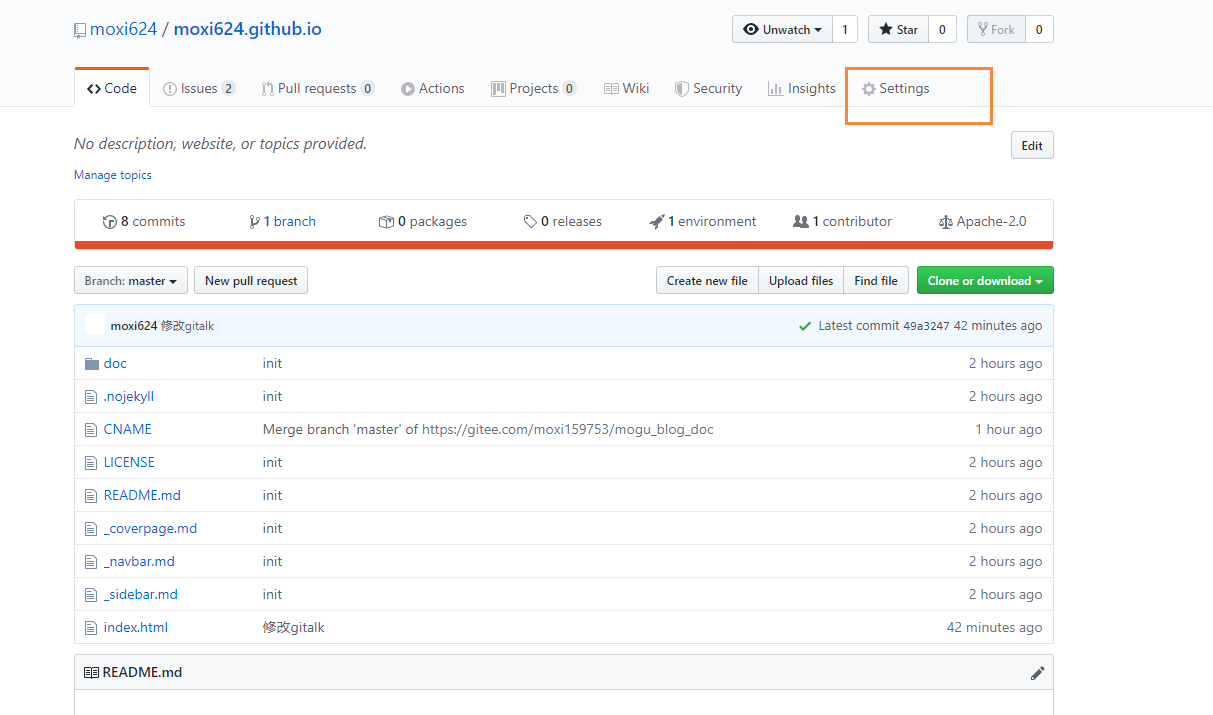 moxi624 / moxi624.github.io
Unwatch 1 Star 0 Fork 0
Code Issues 2 Pull requests 0 Actions Projects 0 Wiki Security Insights Settings
No description, website, or topics provided.
Edit
Manage topics
8 commits 1 branch 0 packages 0 releases 1 environment 1 contributor Apache-2.0
Branch: master New pull request Create new file Upload files Find file Clone or download
moxi624 修改gitalk Latest commit 49a3247 42 minutes ago
doc init 2 hours ago
.nojekyll init 2 hours ago
CNAME Merge branch 'master' of https://gitee.com/moxi159753/mogu_blog_doc 1 hour ago
LICENSE init 2 hours ago
README.md init 2 hours ago
_coverpage.md init 2 hours ago
_navbar.md init 2 hours ago
_sidebar.md init 2 hours ago
index.html 修改gitalk 42 minutes ago
README.md